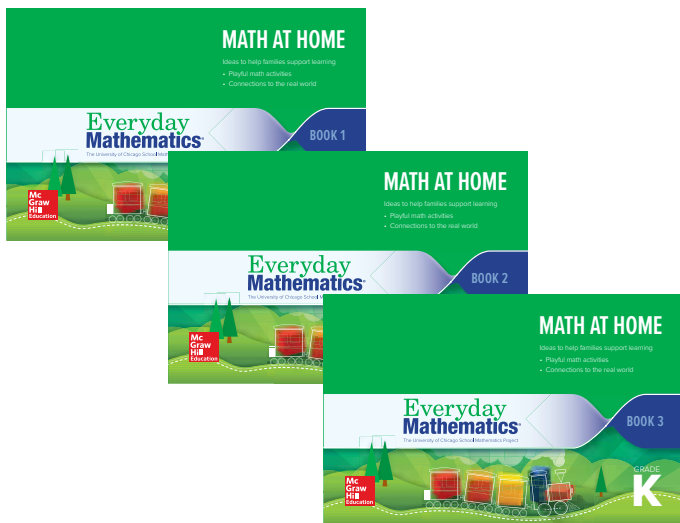 MATH AT HOME
Ideas to help families support learning
• Playful math activities
• Connections to the real world
Everyday
Mathematics®
The University of Chicago School
BOOK 1
Mc
Graw
Hill
Education
MATH AT HOME
Ideas to help families support learning
• Playful math activities
• Connections to the real world
Everyday
Mathematics®
The University of Chicago School
BOOK 2
Mc
Graw
Hill
Education
MATH AT HOME
Ideas to help families support learning
• Playful math activities
• Connections to the real world
Everyday
Mathematics®
The University of Chicago School Mathematics Project
BOOK 3
Mc
Graw
Hill
Education
GRADE
K